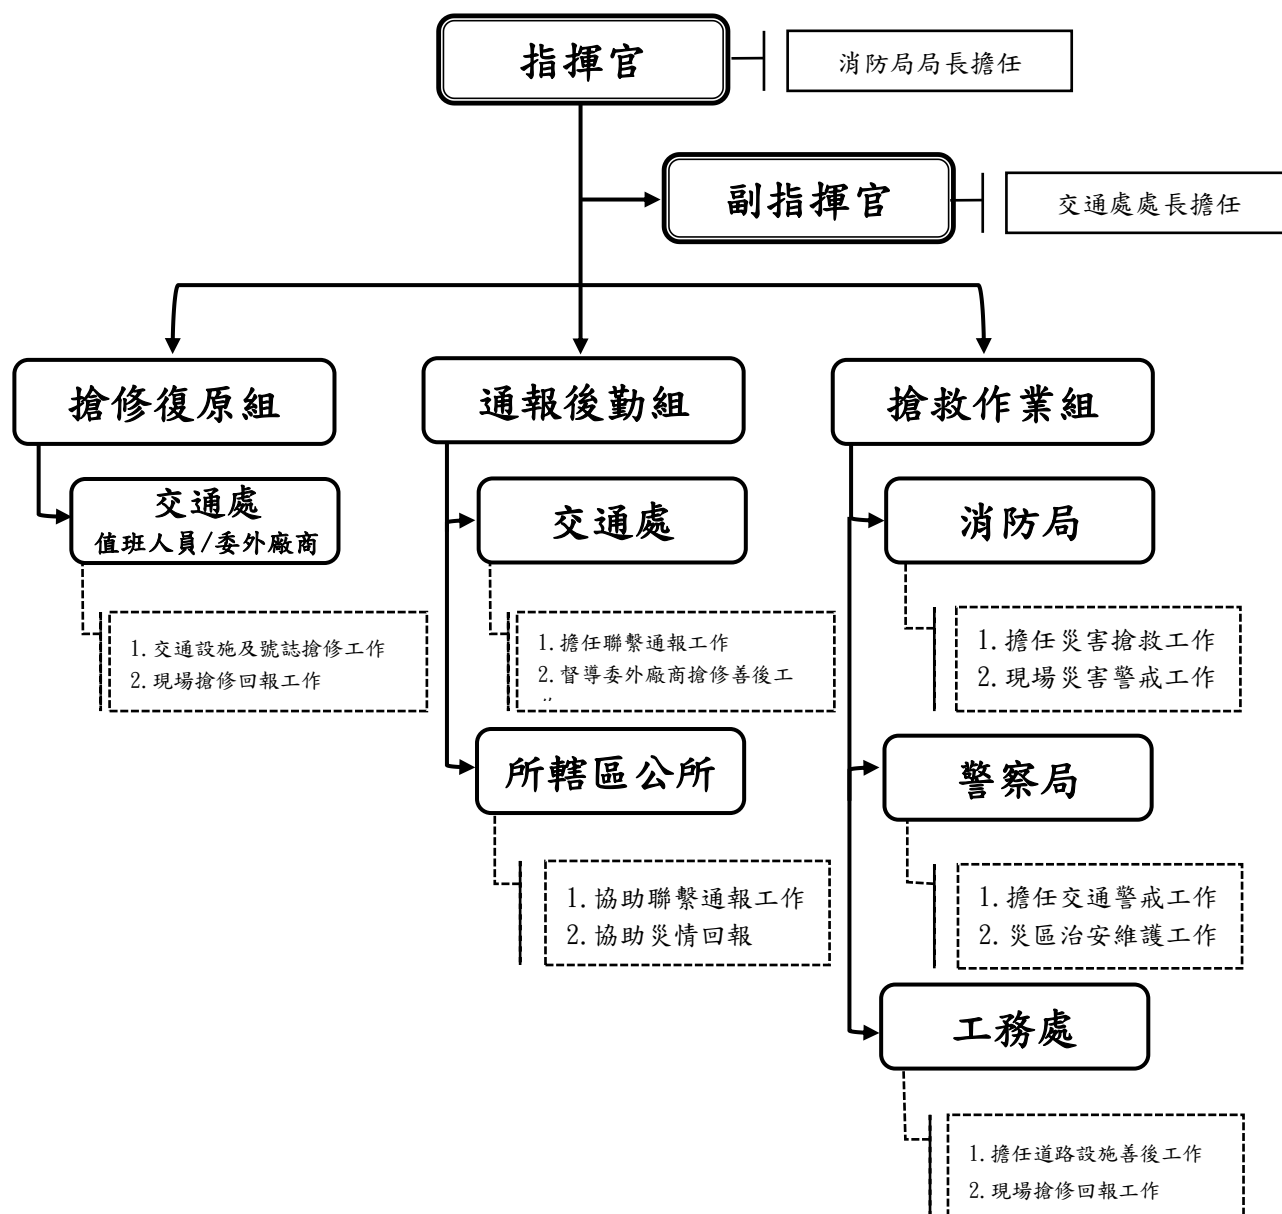 指揮官
消防局局長擔任
副指揮官
交通處處長擔任
搶修復原組
通報後勤組
搶救作業組
交通處
值班人員/委外廠商
1.交通設施及號誌搶修工作
2.現場搶修回報工作
交通處
1.擔任聯繫通報工作
2.督導委外廠商搶修善後工
所轄區公所
1.協助聯繫通報工作
2.協助災情回報
消防局
1.擔任災害搶救工作
2.現場災害警戒工作
警察局
1.擔任交通警戒工作
2.災區治安維護工作
工務處
1.擔任道路設施善後工作
2.現場搶修回報工作